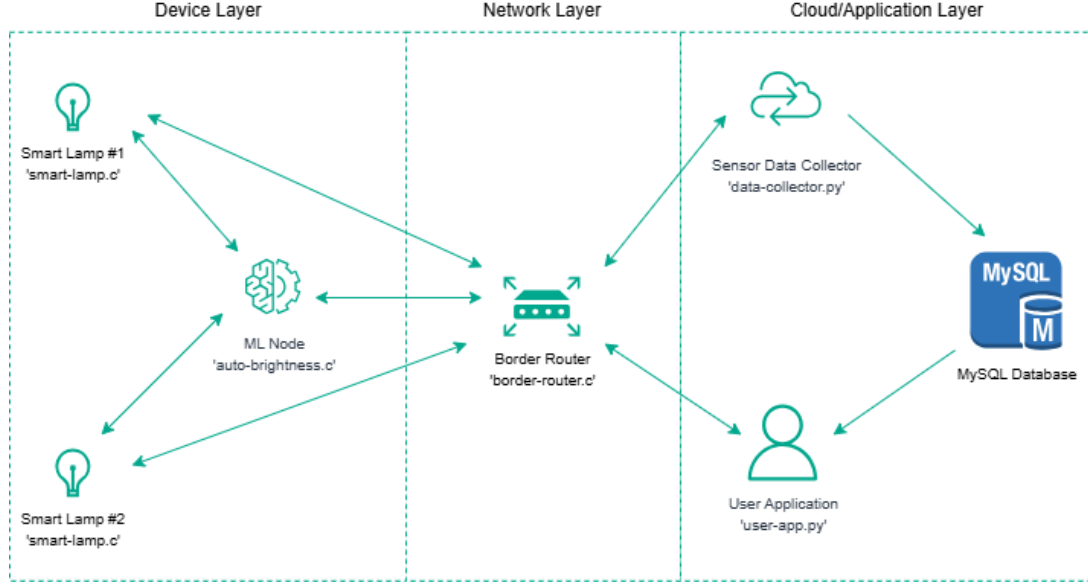 Device Layer
Network Layer
Cloud/Application Layer
Smart Lamp #1
'smart-lamp.c'
Sensor Data Collector
'data-collector.py'
MySQL
M
ML Node
'auto-brightness.c'
Border Router
'border-router.c'
MySQL Database
User Application
'user-app.py'
Smart Lamp #2
'smart-lamp.c'